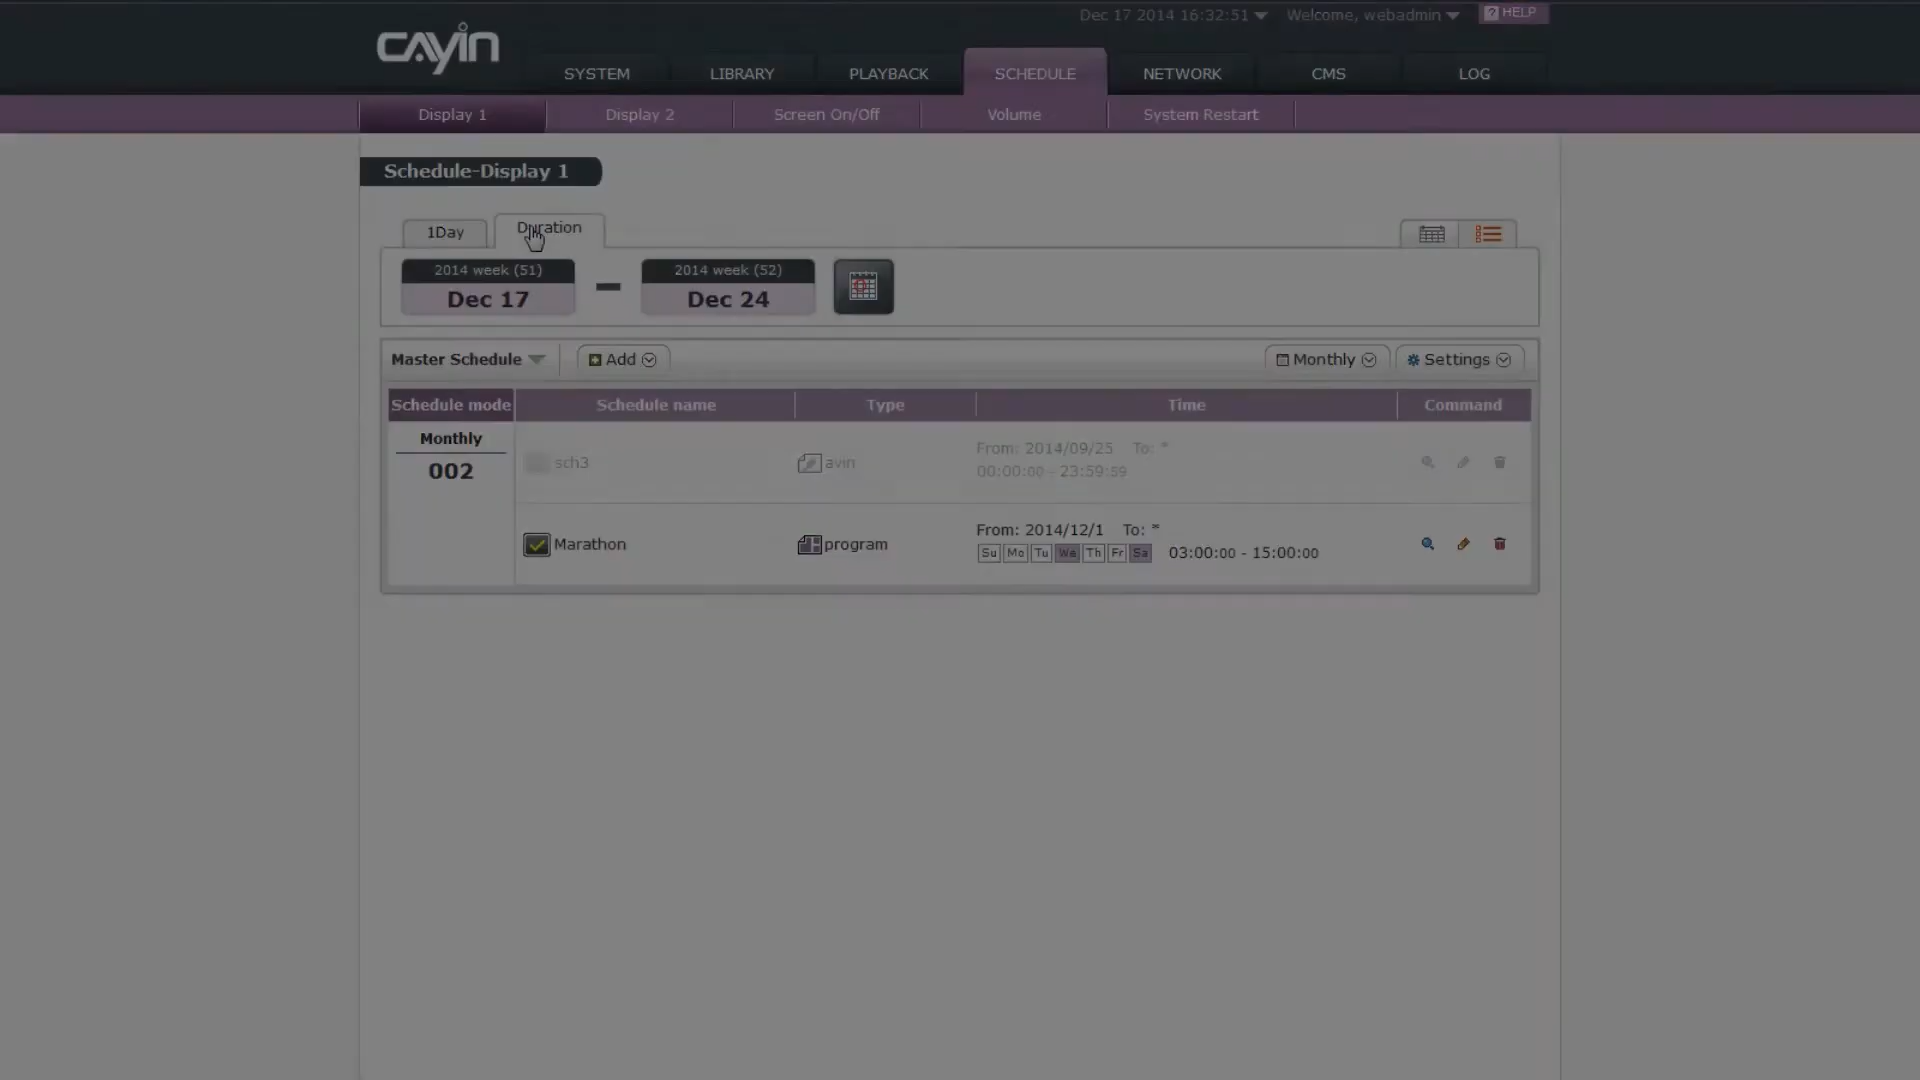 Dec 17 2014 16:32:51 Welcome, webadmin ? HELP
CAYIN
SYSTEM LIBRARY PLAYBACK SCHEDULE NETWORK CMS LOG
Display 1 Display 2 Screen On/Off Volume System Restart
Schedule-Display 1
1Day Duration
2014 week (51) 2014 week (52)
Dec 17 Dec 24
Master Schedule Add Monthly Settings
Schedule mode Schedule name Type Time Command
Monthly
002
sch3 avin
From: 2014/09/25 To: *
00:00:00 - 23:59:59
Marathon program
From: 2014/12/1 To: *
Su Mo Tu We Th Fr Sa 03:00:00 - 15:00:00